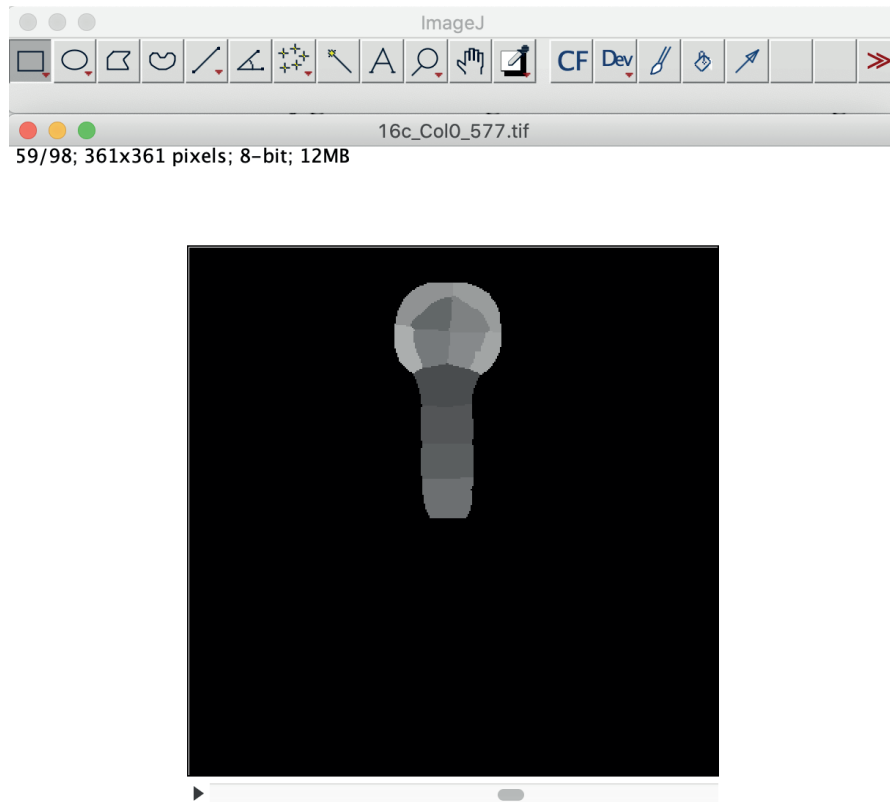 ImageJ
A CF Dev
16c_Col0_577.tif
59/98; 361x361 pixels; 8-bit; 12MB